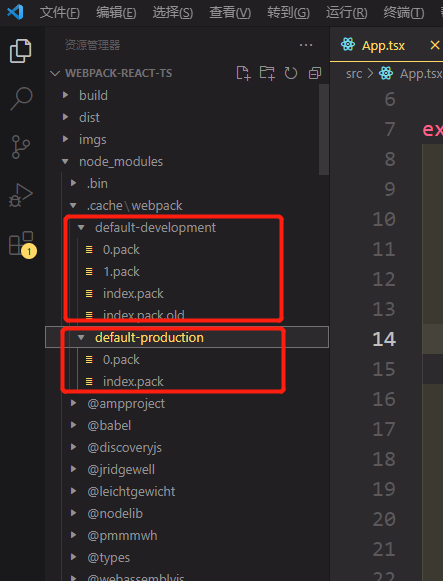 文件(F) 编辑(E) 选择(S) 查看(V) 转到(G) 运行(R) 终端(T)
资源管理器 ...
WEBPACK-REACT-TS
build
dist
imgs
node_modules
.bin
.cache\webpack
default-development
0.pack
1.pack
index.pack
index.pack.old
default-production
0.pack
index.pack
@ampproject
@babel
@discoveryjs
@jridgewell
@leichtgewicht
@nodelib
@pmmmwh
@types
@webassemblyjs
1
App.tsx
src > App.tsx
6
7 ex
8
9
10
11
12
13
14
15
16
17
18
19
20
21
22